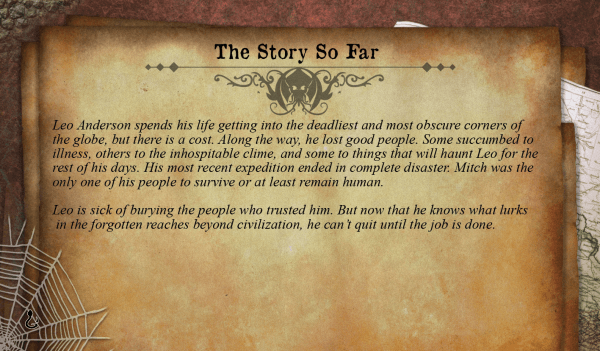 The Story So Far
Leo Anderson spends his life getting into the deadliest and most obscure corners of
the globe, but there is a cost. Along the way, he lost good people. Some succumbed to
illness, others to the inhospitable clime, and some to things that will haunt Leo for the
rest of his days. His most recent expedition ended in complete disaster. Mitch was the
only one of his people to survive or at least remain human.
Leo is sick of burying the people who trusted him. But now that he knows what lurks
in the forgotten reaches beyond civilization, he can't quit until the job is done.